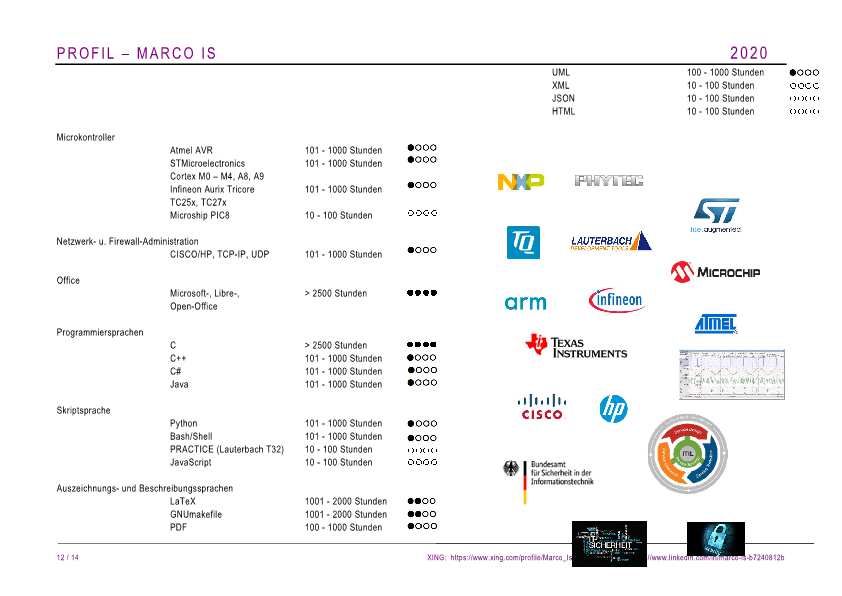 PROFIL – MARCO IS 2020
UML 100 - 1000 Stunden
XML 10 - 100 Stunden
JSON 10 - 100 Stunden
HTML 10 - 100 Stunden
Microkontroller
Atmel AVR 101 - 1000 Stunden
STMicroelectronics 101 - 1000 Stunden
Cortex M0 – M4, A8, A9
Infineon Aurix Tricore 101 - 1000 Stunden
TC25x, TC27x
Microship PIC8 10 - 100 Stunden
Netzwerk- u. Firewall-Administration
CISCO/HP, TCP-IP, UDP 101 - 1000 Stunden
Office
Microsoft-, Libre-, > 2500 Stunden
Open-Office
Programmiersprachen
C > 2500 Stunden
C++ 101 - 1000 Stunden
C# 101 - 1000 Stunden
Java 101 - 1000 Stunden
Skriptsprache
Python 101 - 1000 Stunden
Bash/Shell 101 - 1000 Stunden
PRACTICE (Lauterbach T32) 10 - 100 Stunden
JavaScript 10 - 100 Stunden
Auszeichnungs- und Beschreibungssprachen
LaTeX 1001 - 2000 Stunden
GNUmakefile 1001 - 2000 Stunden
PDF 100 - 1000 Stunden
NXP PHYTEC
ST
life.augmented
TQ
LAUTERBACH
DEVELOPMENT TOOLS
MICROCHIP
arm
infineon
ATMEL
TEXAS
INSTRUMENTS
CISCO
hp
ITIL
Bundesamt
für Sicherheit in der
Informationstechnik
SICHERHEIT
12 / 14 XING: https://www.xing.com/profile/Marco_Is //www.linkedin.com/in/marco-is-b7240812b